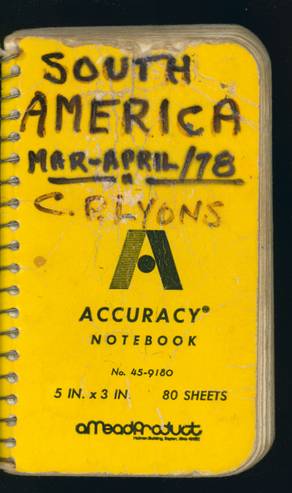 SOUTH
AMERICA
MAR-APRIL/78
C. P. LYONS
A
ACCURACY®
NOTEBOOK
No. 45-9180
5 IN. x 3 IN. 80 SHEETS
aMeadProduct